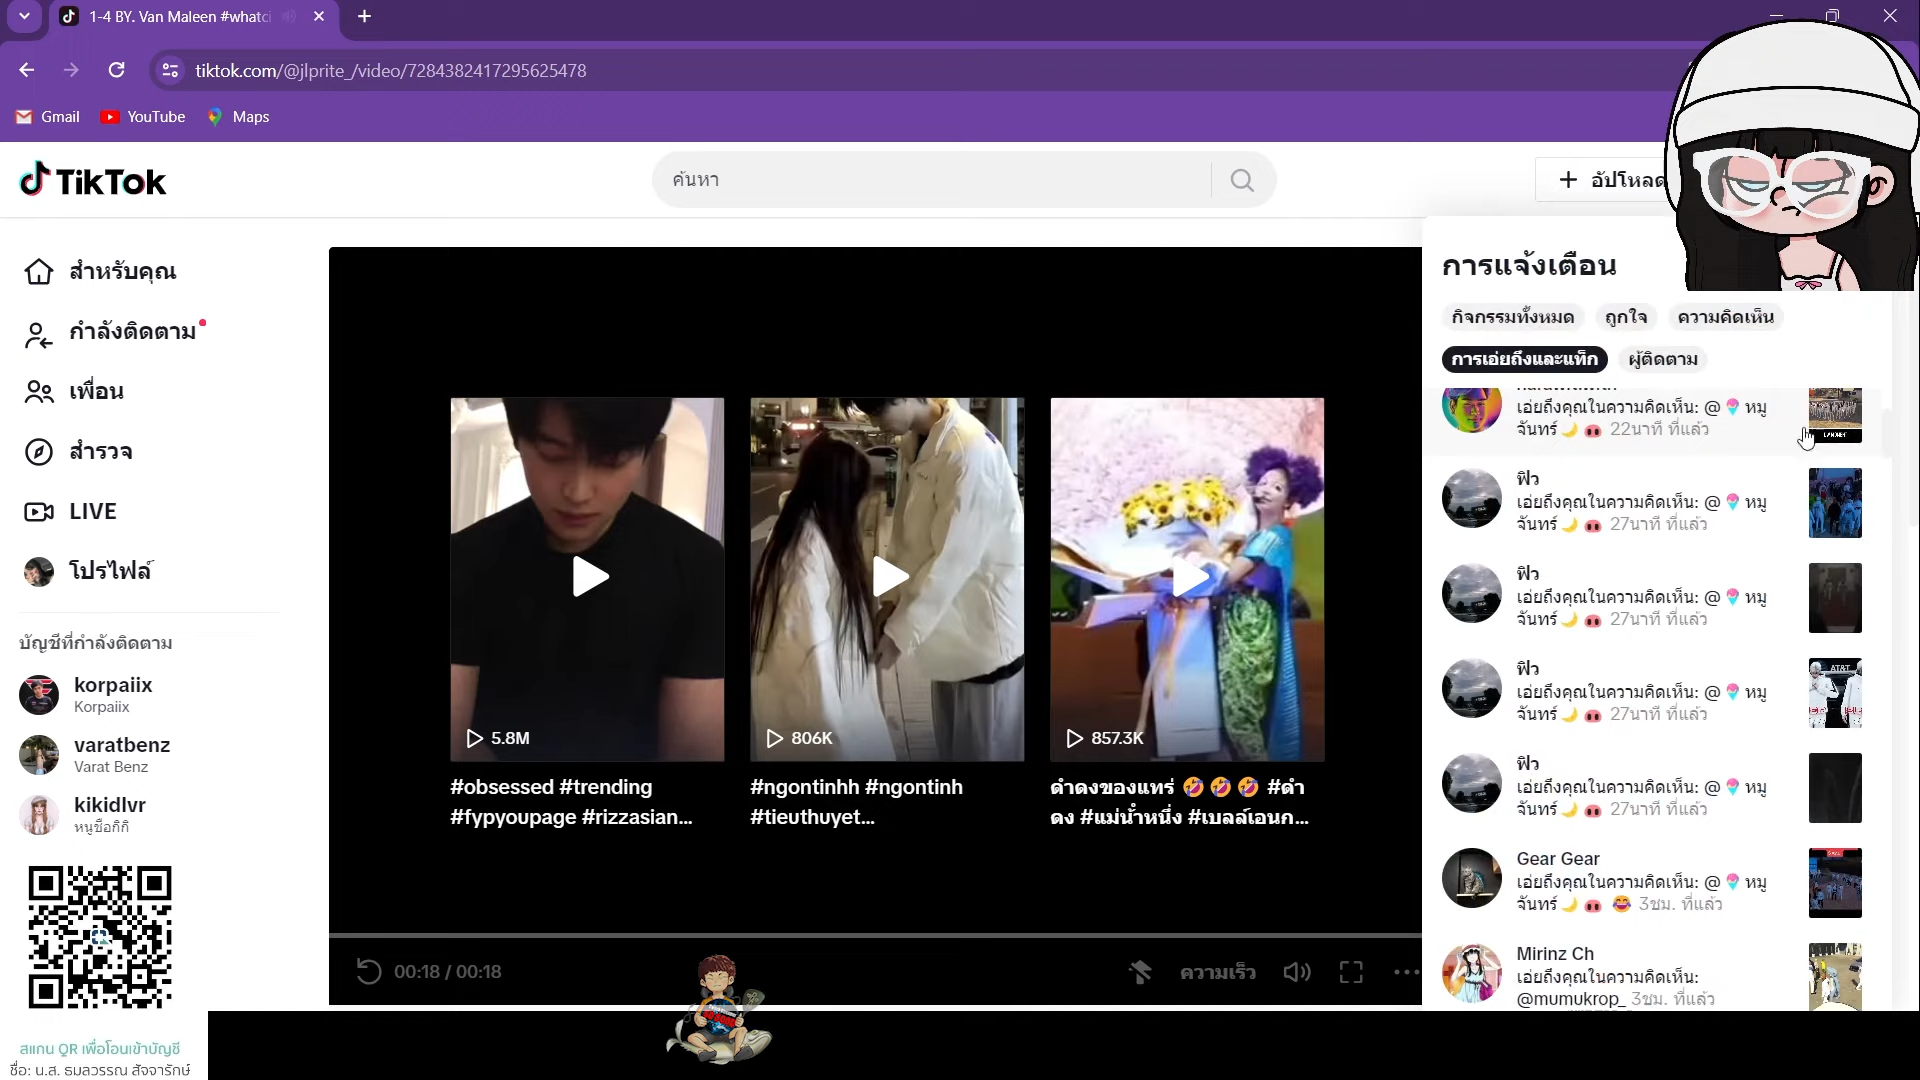 1-4 BY. Van Maleen #whatci
tiktok.com/@jlprite_/video/7284382417295625478
Gmail
YouTube
Maps
TikTok
ค้นหา
อัปโหลด
สำหรับคุณ
กำลังติดตาม
เพื่อน
สำรวจ
LIVE
โปรไฟล์
บัญชีที่กำลังติดตาม
korpaiix
Korpaiix
varatbenz
Varat Benz
kikidlvr
หนูชื่อกิกิ
สแกน QR เพื่อโอนเข้าบัญชี
ชื่อ: น.ส. ธมลวรรณ สัจจารักษ์
5.8M
#obsessed #trending
#fypyoupage #rizzasian...
806K
#ngontinhh #ngontinh
#tieuthuyet...
857.3K
ดำดงของแทร่ 🤣🤣🤣 #ดำ
ดง #แม่น้ำหนึ่ง #เบลล์เอนก...
00:18 / 00:18
ความเร็ว
การแจ้งเตือน
กิจกรรมทั้งหมด
ถูกใจ
ความคิดเห็น
การเอ่ยถึงและแท็ก
ผู้ติดตาม
เอ่ยถึงคุณในความคิดเห็น: @🍧หมู
จันทร์🌙🐽 22นาที ที่แล้ว
ฟิว
เอ่ยถึงคุณในความคิดเห็น: @🍧หมู
จันทร์🌙🐽 27นาที ที่แล้ว
ฟิว
เอ่ยถึงคุณในความคิดเห็น: @🍧หมู
จันทร์🌙🐽 27นาที ที่แล้ว
ฟิว
เอ่ยถึงคุณในความคิดเห็น: @🍧หมู
จันทร์🌙🐽 27นาที ที่แล้ว
AT&T
ฟิว
เอ่ยถึงคุณในความคิดเห็น: @🍧หมู
จันทร์🌙🐽 27นาที ที่แล้ว
Gear Gear
เอ่ยถึงคุณในความคิดเห็น: @🍧หมู
จันทร์🌙🐽 😂 3ชม. ที่แล้ว
Mirinz Ch
เอ่ยถึงคุณในความคิดเห็น:
@mumukrop_ 3ชม. ที่แล้ว